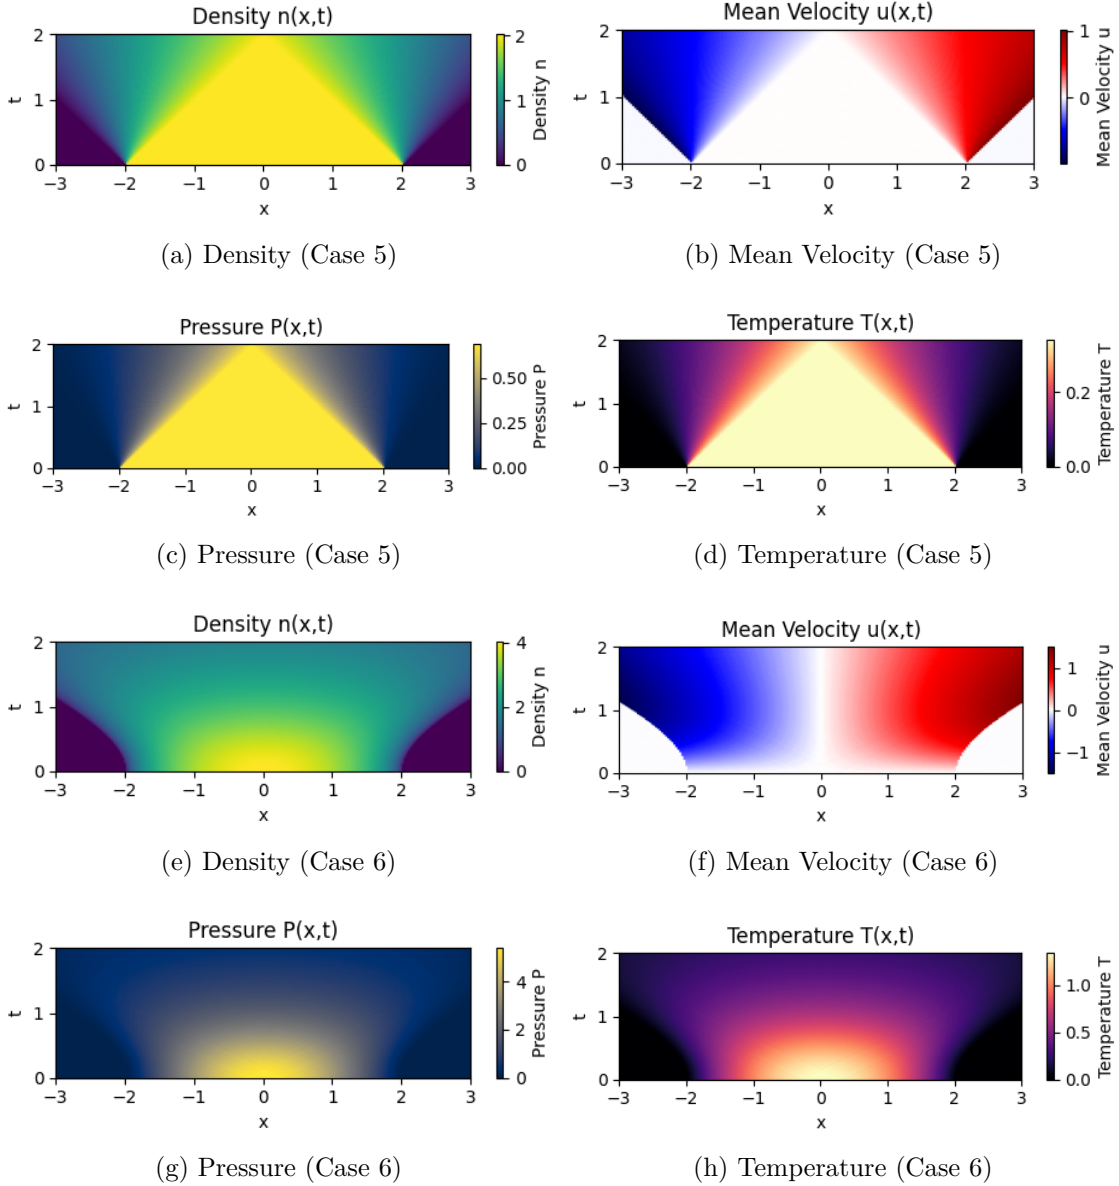 Density n(x,t)
2
1
0
t
−3 −2 −1 0 1 2 3
x
2
1
0
Density n
(a) Density (Case 5)
Mean Velocity u(x,t)
2
1
0
t
−3 −2 −1 0 1 2 3
x
1
0
Mean Velocity u
(b) Mean Velocity (Case 5)
Pressure P(x,t)
2
1
0
t
−3 −2 −1 0 1 2 3
x
0.50
0.25
0.00
Pressure P
(c) Pressure (Case 5)
Temperature T(x,t)
2
1
0
t
−3 −2 −1 0 1 2 3
x
0.2
0.0
Temperature T
(d) Temperature (Case 5)
Density n(x,t)
2
1
0
t
−3 −2 −1 0 1 2 3
x
4
2
0
Density n
(e) Density (Case 6)
Mean Velocity u(x,t)
2
1
0
t
−3 −2 −1 0 1 2 3
x
1
0
−1
Mean Velocity u
(f) Mean Velocity (Case 6)
Pressure P(x,t)
2
1
0
t
−3 −2 −1 0 1 2 3
x
4
2
0
Pressure P
(g) Pressure (Case 6)
Temperature T(x,t)
2
1
0
t
−3 −2 −1 0 1 2 3
x
1.0
0.5
0.0
Temperature T
(h) Temperature (Case 6)